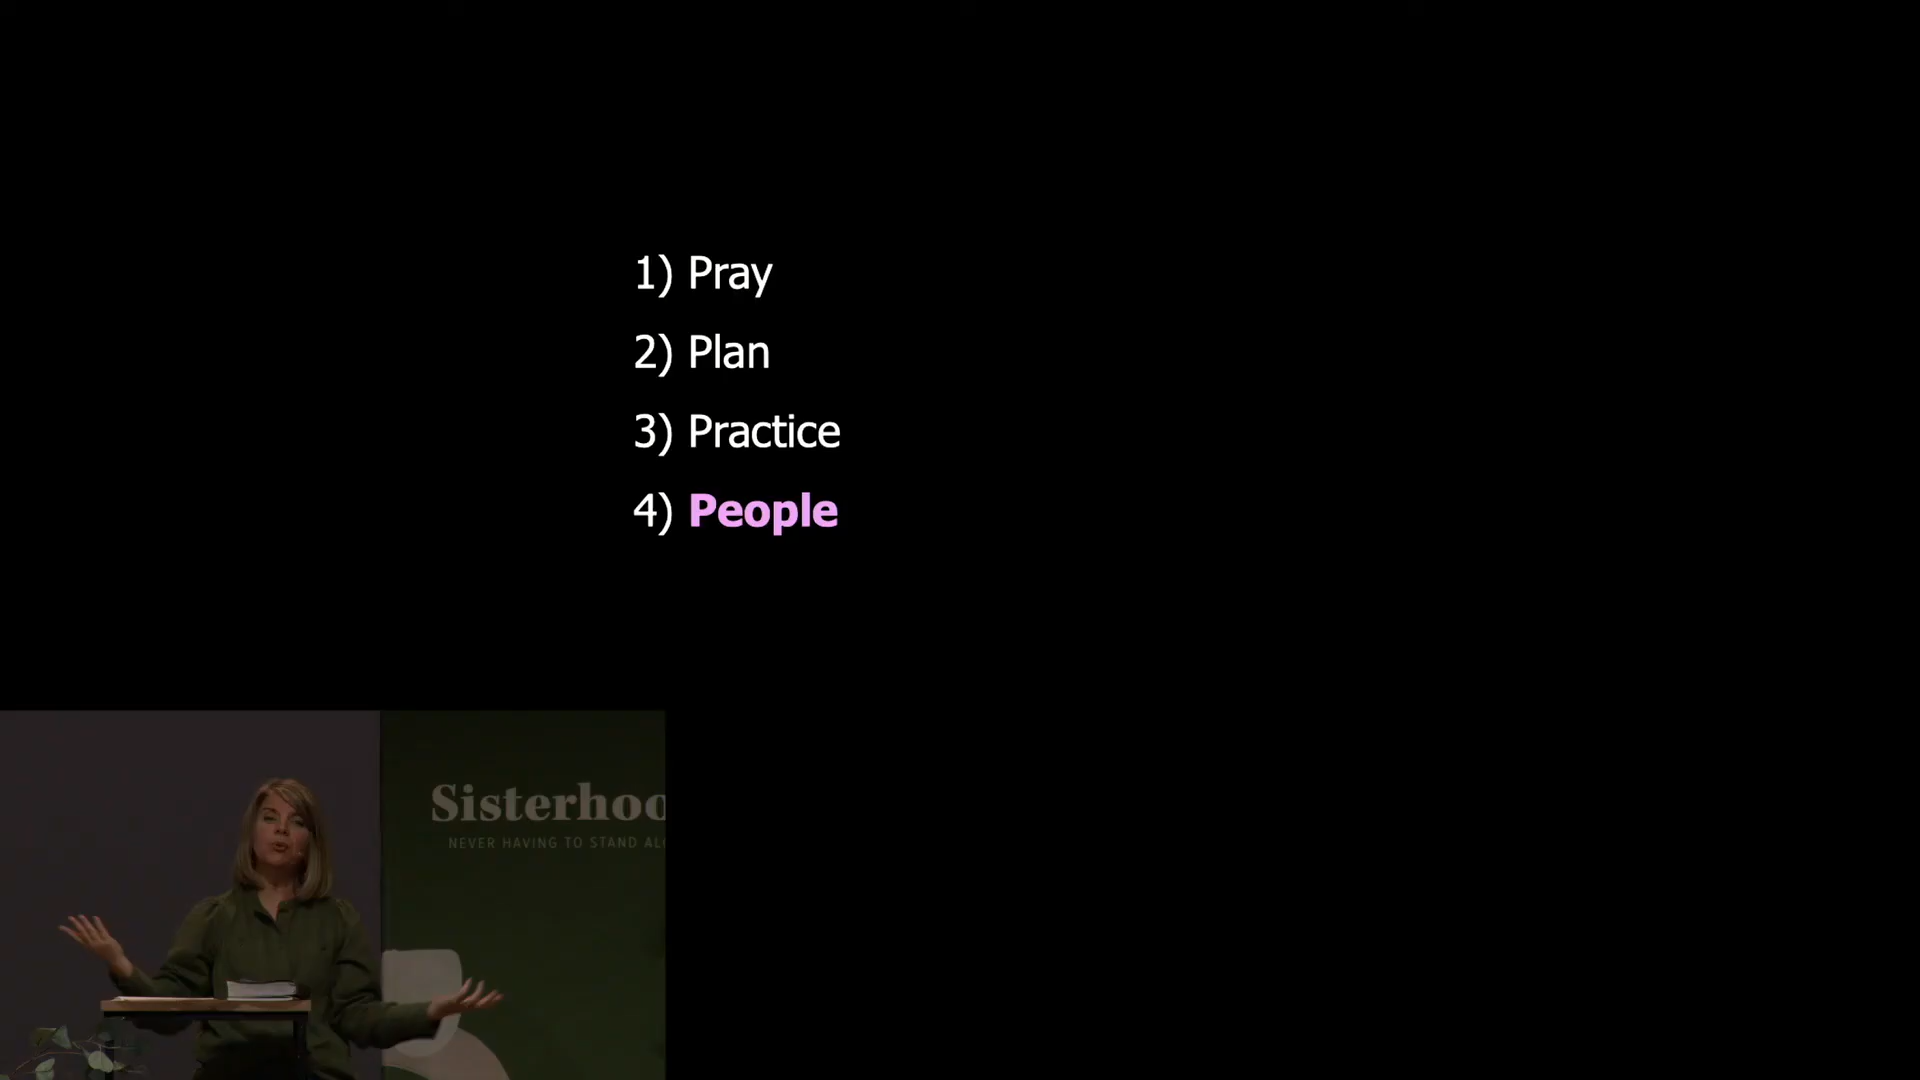 1) Pray
2) Plan
3) Practice
4) People
Sisterhoo
NEVER HAVING TO STAND AL